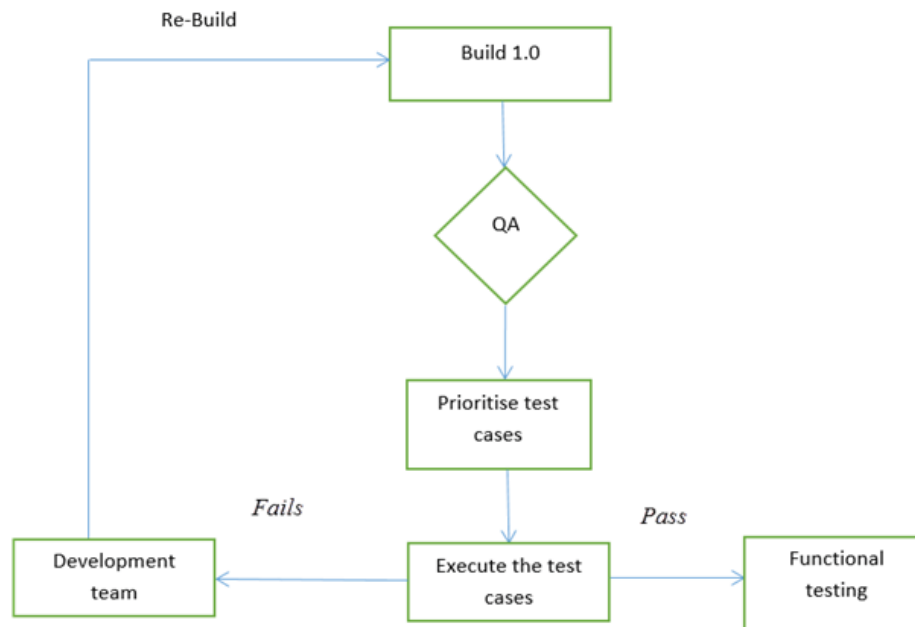 Re-Build
Build 1.0
QA
Prioritise test
cases
Fails
Pass
Development
team
Execute the test
cases
Functional
testing